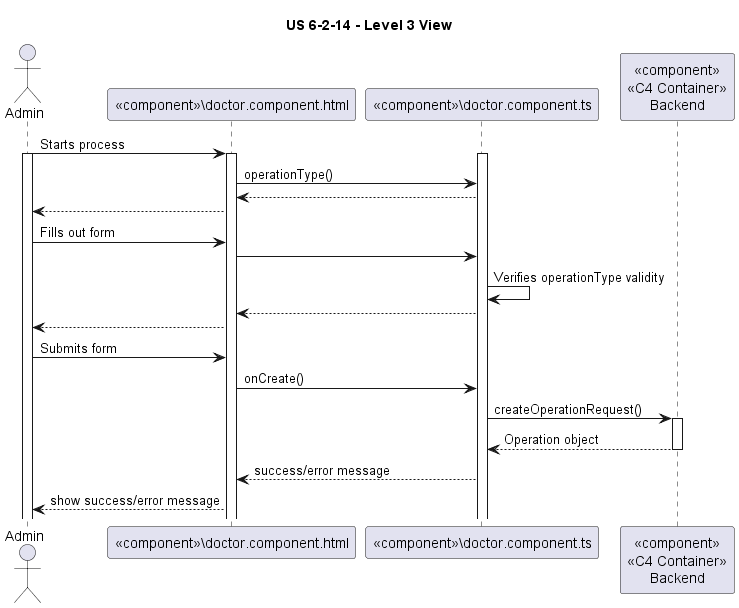 US 6-2-14 - Level 3 View
Admin
«component»\doctor.component.html
«component»\doctor.component.ts
«component»
«C4 Container»
Backend
Starts process
operationType()
Fills out form
Verifies operationType validity
Submits form
onCreate()
createOperationRequest()
Operation object
success/error message
show success/error message
Admin
«component»\doctor.component.html
«component»\doctor.component.ts
«component»
«C4 Container»
Backend